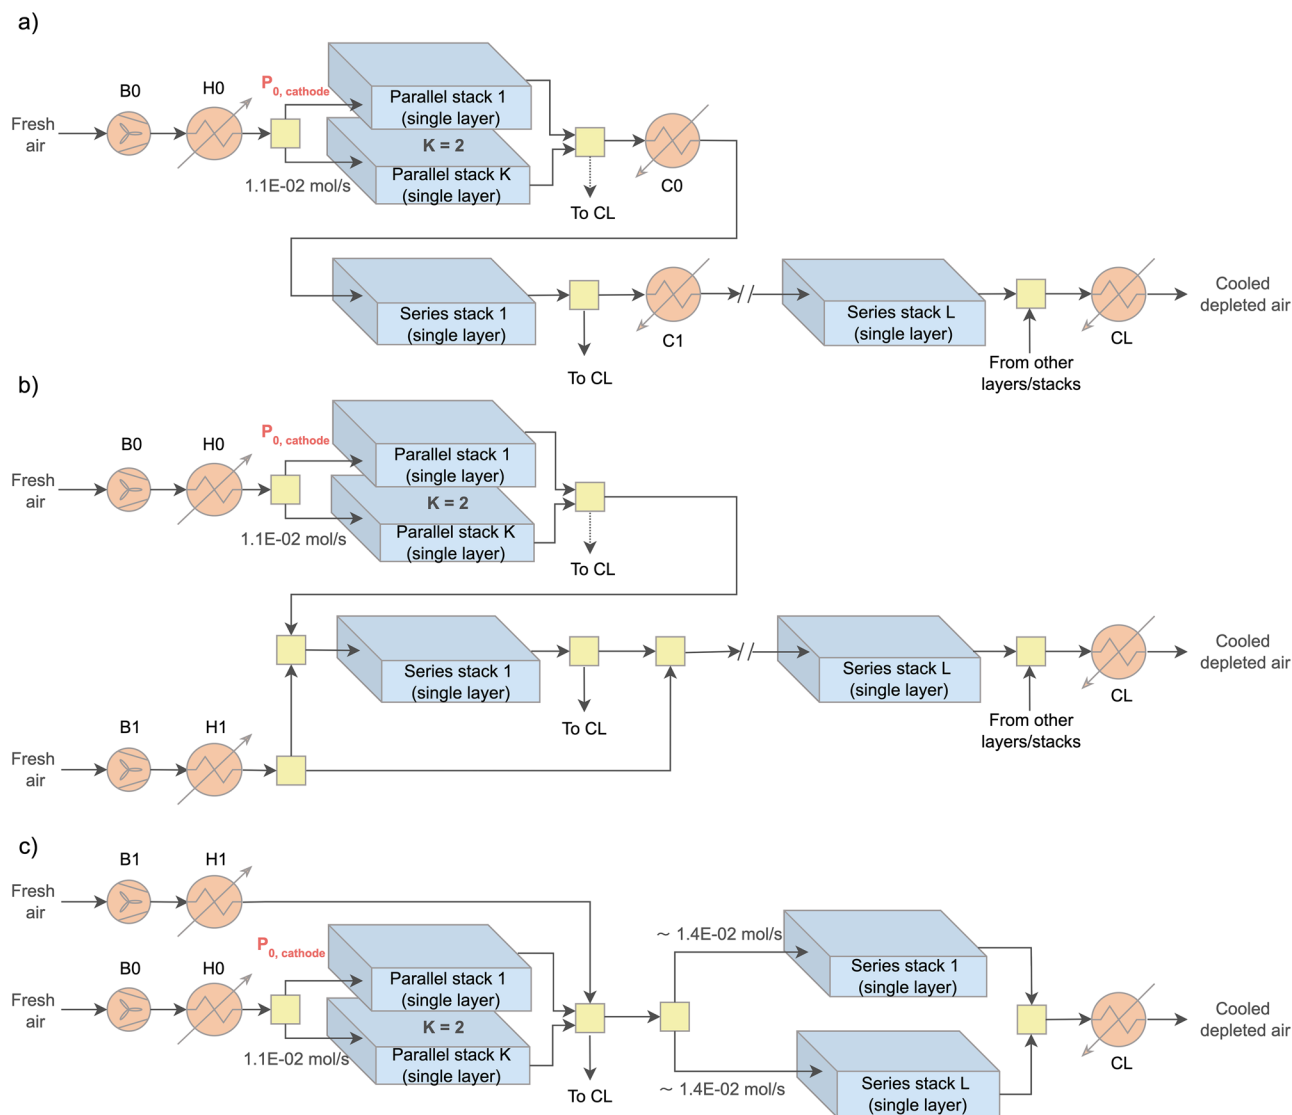 a)
B0
H0
P0, cathode
Fresh
air
Parallel stack 1
(single layer)
K = 2
Parallel stack K
(single layer)
1.1E-02 mol/s
To CL
C0
Series stack 1
(single layer)
To CL
C1
Series stack L
(single layer)
From other
layers/stacks
CL
Cooled
depleted air
b)
B0
H0
P0, cathode
Fresh
air
Parallel stack 1
(single layer)
K = 2
Parallel stack K
(single layer)
1.1E-02 mol/s
To CL
Series stack 1
(single layer)
To CL
Series stack L
(single layer)
From other
layers/stacks
CL
Cooled
depleted air
B1
H1
Fresh
air
c)
B1
H1
Fresh
air
B0
H0
P0, cathode
Fresh
air
Parallel stack 1
(single layer)
K = 2
Parallel stack K
(single layer)
1.1E-02 mol/s
To CL
~ 1.4E-02 mol/s
Series stack 1
(single layer)
~ 1.4E-02 mol/s
Series stack L
(single layer)
CL
Cooled
depleted air